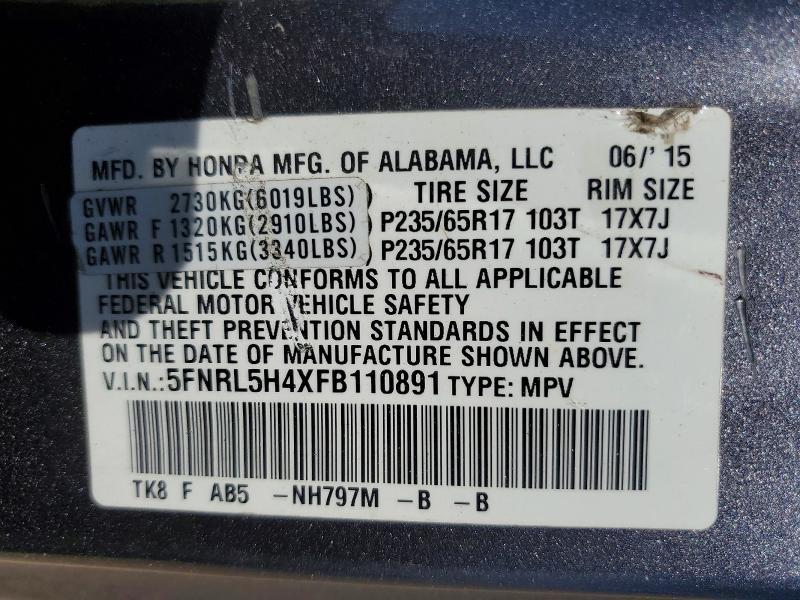 MFD. BY HONDA MFG. OF ALABAMA, LLC 06/'15
GVWR 2730KG(6019LBS) TIRE SIZE RIM SIZE
GAWR F 1320KG(2910LBS) P235/65R17 103T 17X7J
GAWR R 1515KG(3340LBS) P235/65R17 103T 17X7J
THIS VEHICLE CONFORMS TO ALL APPLICABLE
FEDERAL MOTOR VEHICLE SAFETY
AND THEFT PREVENTION STANDARDS IN EFFECT
ON THE DATE OF MANUFACTURE SHOWN ABOVE.
V.I.N.: 5FNRL5H4XFB110891 TYPE: MPV
TK8 F AB5 -NH797M -B -B